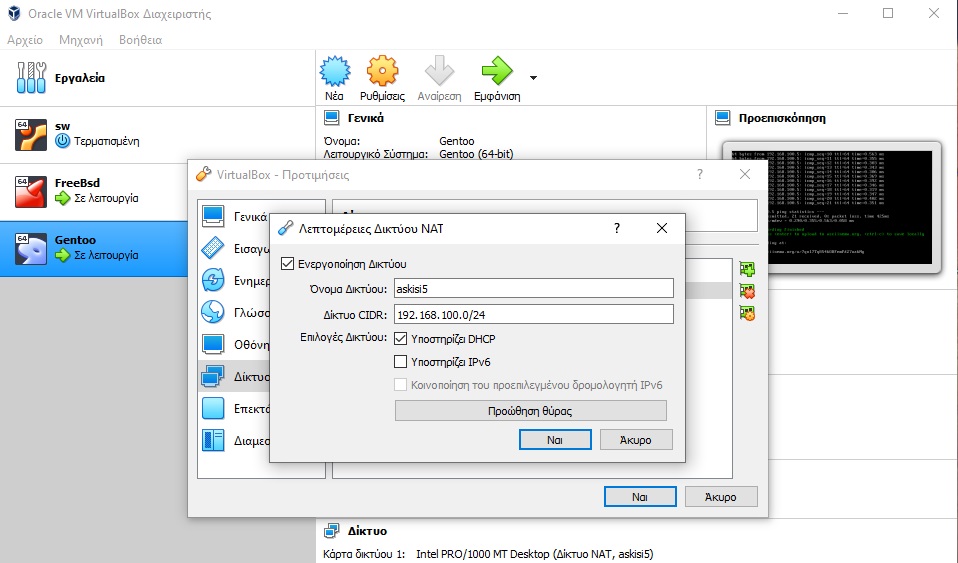 Oracle VM VirtualBox Διαχειριστής
Αρχείο Μηχανή Βοήθεια
Εργαλεία
Νέα Ρυθμίσεις Αναίρεση Εμφάνιση
64 sw
Τερματισμένη
64 FreeBsd
Σε λειτουργία
64 Gentoo
Σε λειτουργία
Γενικά
Όνομα: Gentoo
Λειτουργικό Σύστημα: Gentoo (64-bit)
Προεπισκόπηση
VirtualBox - Προτιμήσεις ?
Γενικά
Εισαγω
Ενημερ
Γλώσσ
Οθόνη
Δίκτυο
Επεκτά
Διαμεσ
Λεπτομέρειες Δικτύου NAT ?
Ενεργοποίηση Δικτύου
Όνομα Δικτύου: askisi5
Δίκτυο CIDR: 192.168.100.0/24
Επιλογές Δικτύου: Υποστηρίζει DHCP
Υποστηρίζει IPv6
Κοινοποίηση του προεπιλεγμένου δρομολογητή IPv6
Προώθηση θύρας
Ναι Άκυρο
Ναι Άκυρο
Δίκτυο
Κάρτα δικτύου 1: Intel PRO/1000 MT Desktop (Δίκτυο NAT, askisi5)